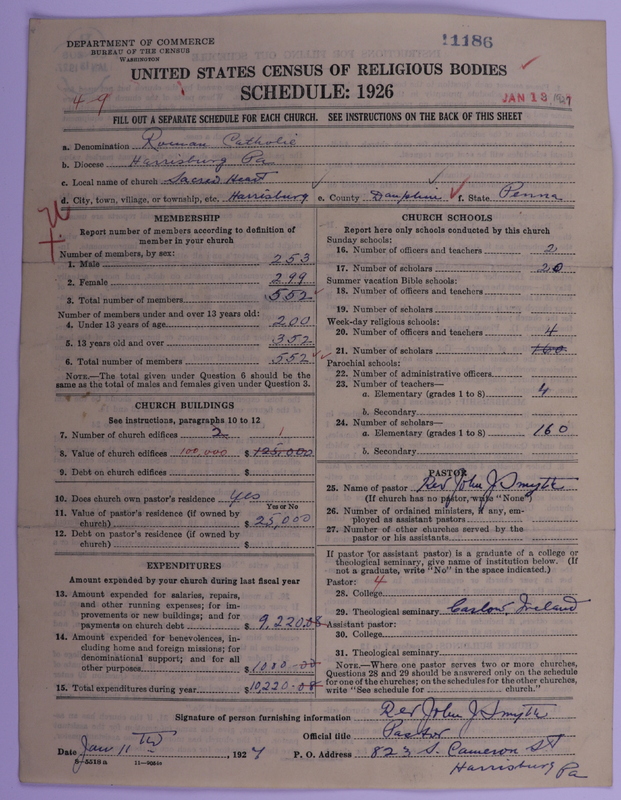 DEPARTMENT OF COMMERCE
BUREAU OF THE CENSUS
WASHINGTON
11186
UNITED STATES CENSUS OF RELIGIOUS BODIES
SCHEDULE: 1926
49
JAN 13 1927
FILL OUT A SEPARATE SCHEDULE FOR EACH CHURCH. SEE INSTRUCTIONS ON THE BACK OF THIS SHEET
a. Denomination Roman Catholic
b. Diocese Harrisburg Pa
c. Local name of church Sacred Heart
d. City, town, village, or township, etc. Harrisburg e. County Dauphin f. State Penna
MEMBERSHIP
Report number of members according to definition of
member in your church
Number of members, by sex:
1. Male 253
2. Female 299
3. Total number of members 552
Number of members under and over 13 years old:
4. Under 13 years of age 200
5. 13 years old and over 352
6. Total number of members 552
NOTE.—The total given under Question 6 should be the
same as the total of males and females given under Question 3.
CHURCH BUILDINGS
See instructions, paragraphs 10 to 12
7. Number of church edifices 2 1
8. Value of church edifices 100,000 $ 125,000
9. Debt on church edifices $
10. Does church own pastor's residence yes
Yes or No
11. Value of pastor's residence (if owned by
church) $ 25,000
12. Debt on pastor's residence (if owned by
church) $
EXPENDITURES
Amount expended by your church during last fiscal year
13. Amount expended for salaries, repairs,
and other running expenses; for im-
provements or new buildings; and for
payments on church debt $ 9,220.08
14. Amount expended for benevolences, in-
cluding home and foreign missions; for
denominational support; and for all
other purposes $ 1000-00
15. Total expenditures during year $ 10,220-08
CHURCH SCHOOLS
Report here only schools conducted by this church
Sunday schools:
16. Number of officers and teachers 2
17. Number of scholars 20
Summer vacation Bible schools:
18. Number of officers and teachers
19. Number of scholars
Week-day religious schools:
20. Number of officers and teachers 4
21. Number of scholars 160
Parochial schools:
22. Number of administrative officers
23. Number of teachers—
a. Elementary (grades 1 to 8) 4
b. Secondary
24. Number of scholars—
a. Elementary (grades 1 to 8) 160
b. Secondary
PASTOR
25. Name of pastor Rev John J Smyth
(If church has no pastor, write "None")
26. Number of ordained ministers, if any, em-
ployed as assistant pastors
27. Number of other churches served by the
pastor or his assistants
If pastor (or assistant pastor) is a graduate of a college or
theological seminary, give name of institution below. (If
not a graduate, write "No" in the space indicated.)
Pastor: 4
28. College
29. Theological seminary Carlow, Ireland
Assistant pastor:
30. College
31. Theological seminary
NOTE.—Where one pastor serves two or more churches,
Questions 28 and 29 should be answered only on the schedule
for one of the churches; on the schedules for the other churches,
write "See schedule for church."
Signature of person furnishing information Rev John J Smyth
Official title Pastor
Date Jan 11 Th, 1927 P. O. Address 823 S. Cameron St
Harrisburg Pa
8-5518 a 11-9034a